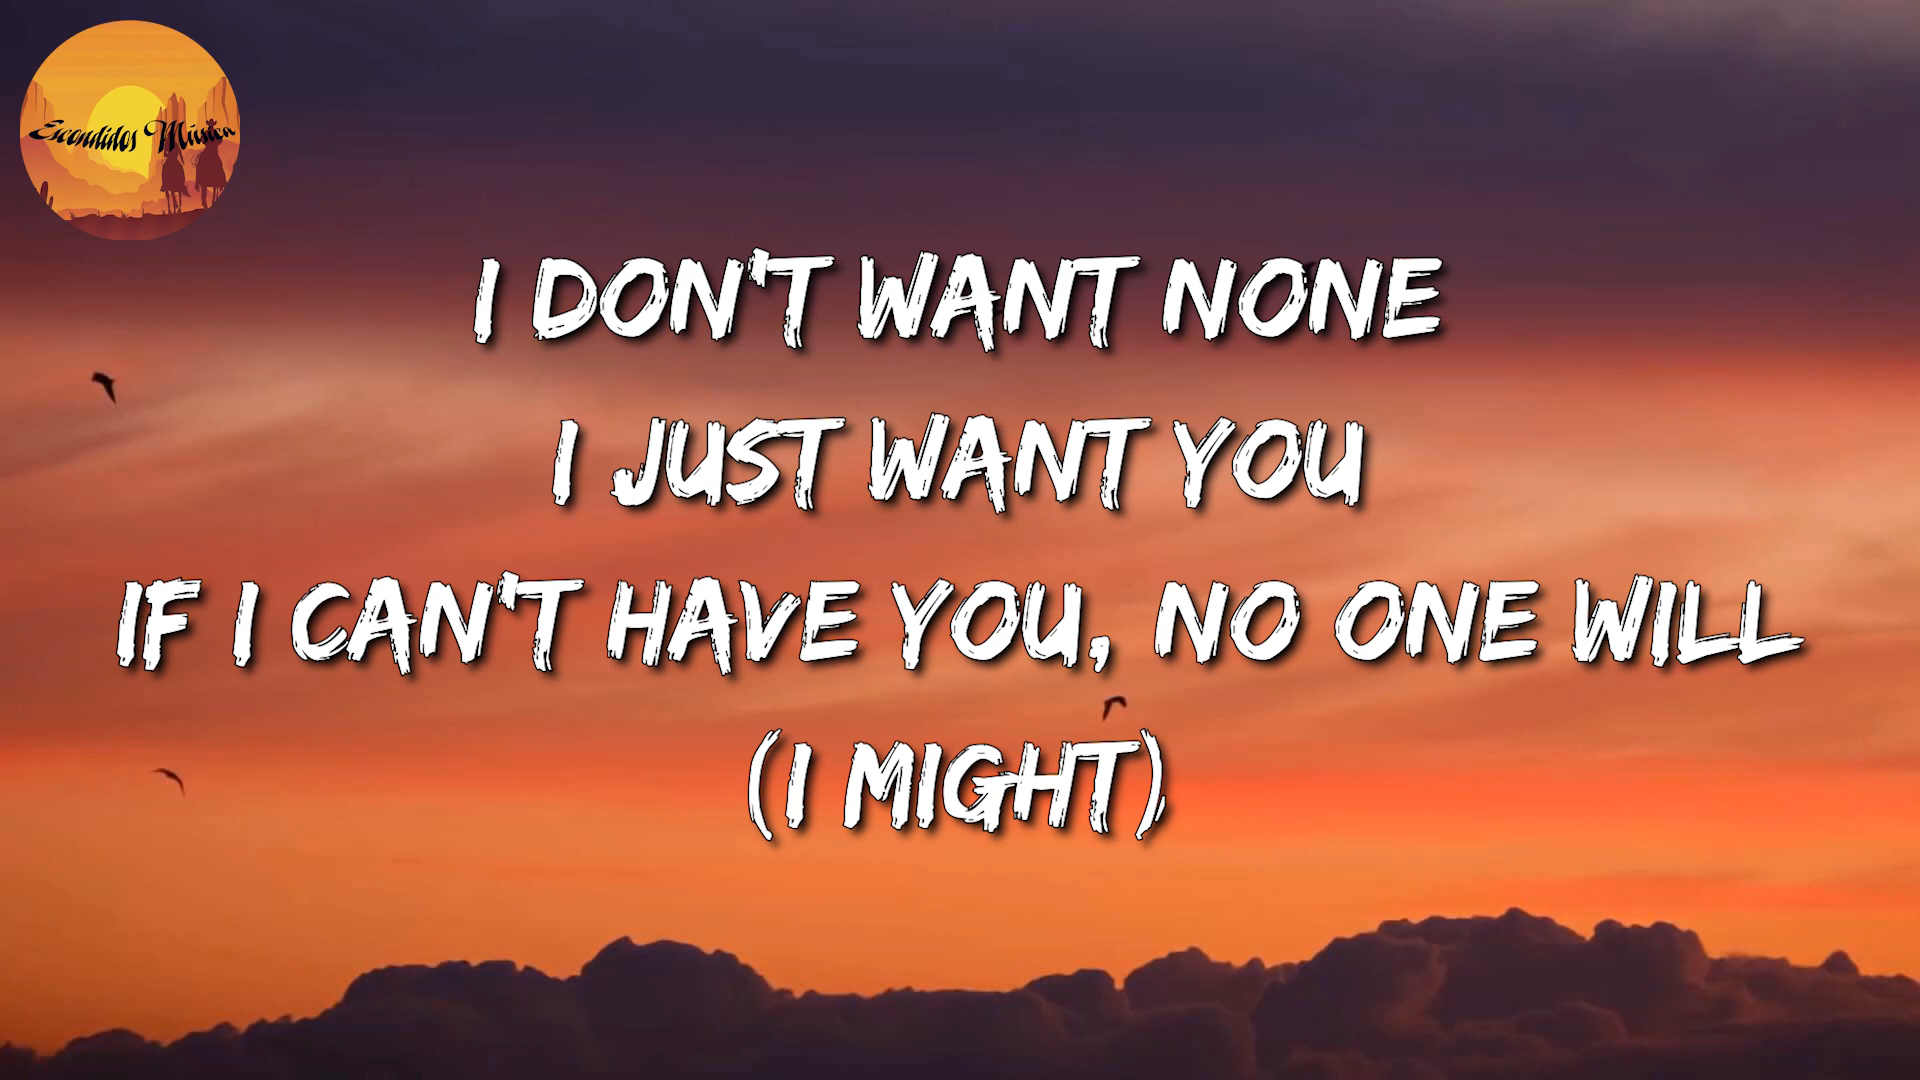 Escondidos Música
I DON'T WANT NONE
I JUST WANT YOU
IF I CAN'T HAVE YOU, NO ONE WILL
(I MIGHT)